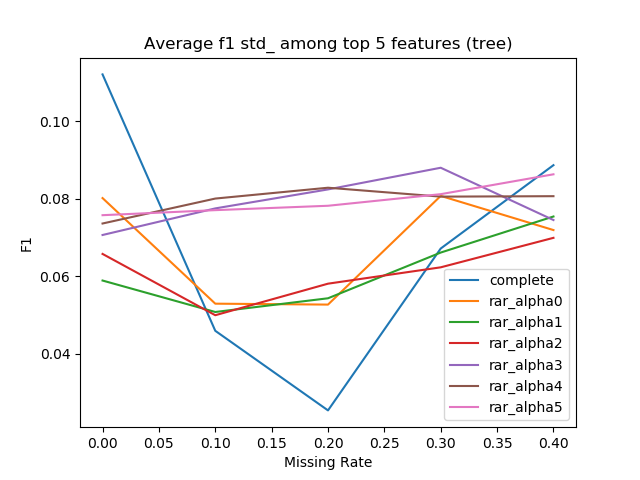 Average f1 std_ among top 5 features (tree)
F1
0.10
0.08
0.06
0.04
0.00 0.05 0.10 0.15 0.20 0.25 0.30 0.35 0.40
Missing Rate
complete
rar_alpha0
rar_alpha1
rar_alpha2
rar_alpha3
rar_alpha4
rar_alpha5